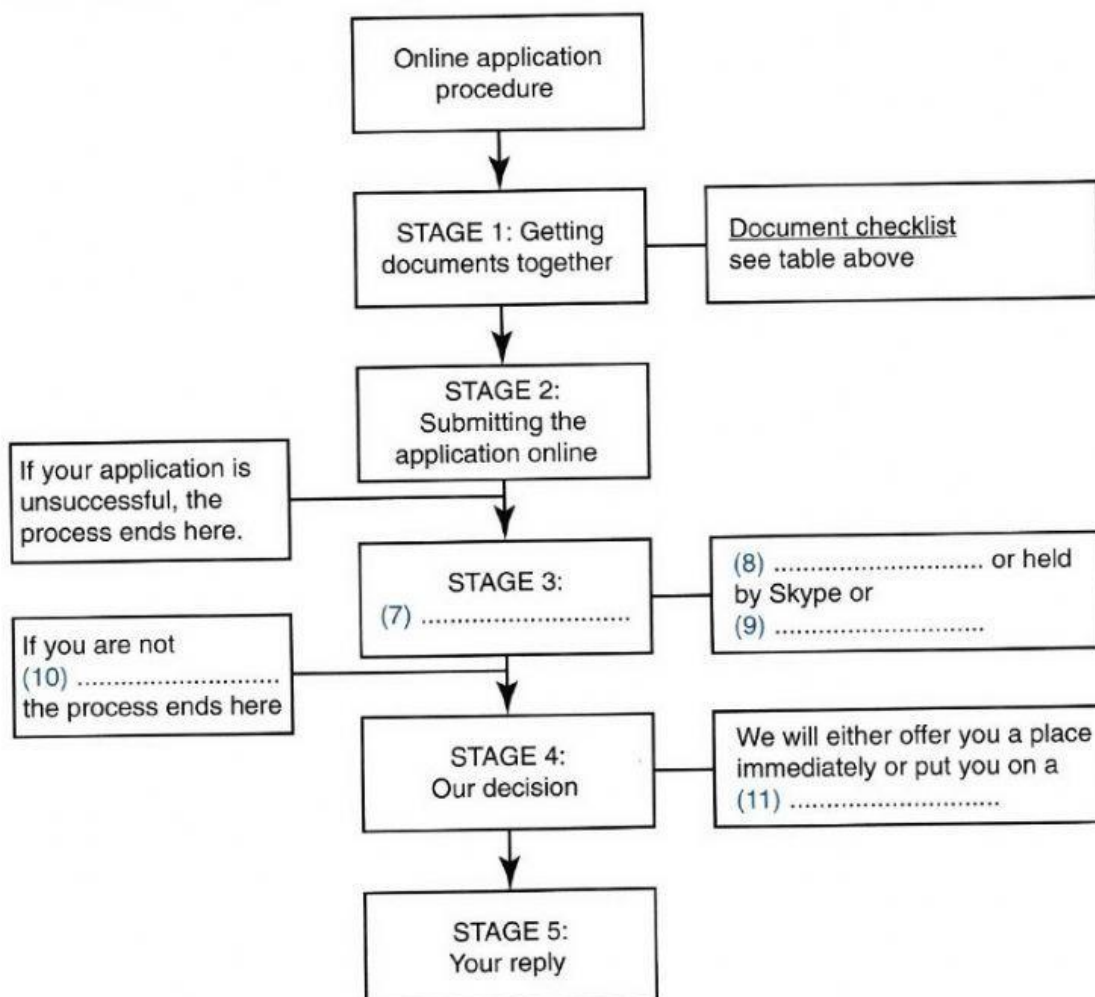 Online application
procedure
STAGE 1: Getting
documents together
Document checklist
see table above
STAGE 2:
Submitting the
application online
If your application is
unsuccessful, the
process ends here.
STAGE 3:
(7) ..............................
(8) .............................. or held
by Skype or
(9) ..............................
If you are not
(10) .............................
the process ends here
STAGE 4:
Our decision
We will either offer you a place
immediately or put you on a
(11) ..............................
STAGE 5:
Your reply